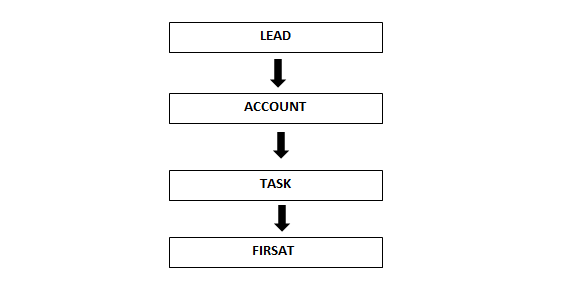 LEAD
ACCOUNT
TASK
FIRSAT